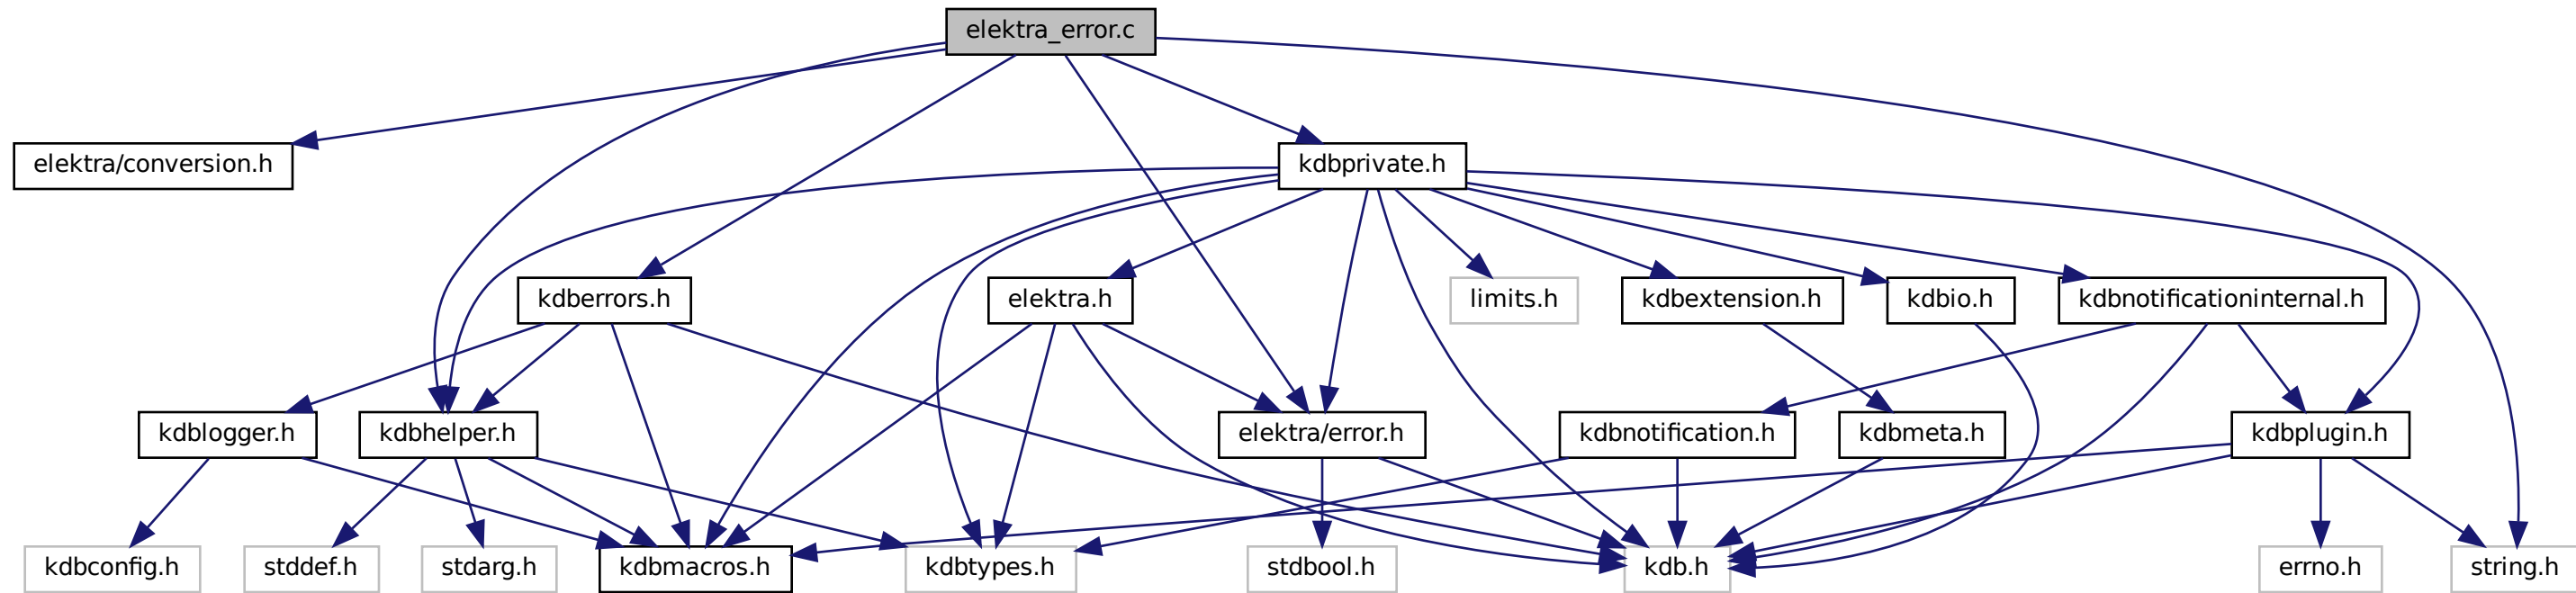 elektra_error.c
elektra/conversion.h
kdbprivate.h
kdberrors.h
elektra.h
limits.h
kdbextension.h
kdbio.h
kdbnotificationinternal.h
kdblogger.h
kdbhelper.h
elektra/error.h
kdbnotification.h
kdbmeta.h
kdbplugin.h
kdbconfig.h
stddef.h
stdarg.h
kdbmacros.h
kdbtypes.h
stdbool.h
kdb.h
errno.h
string.h